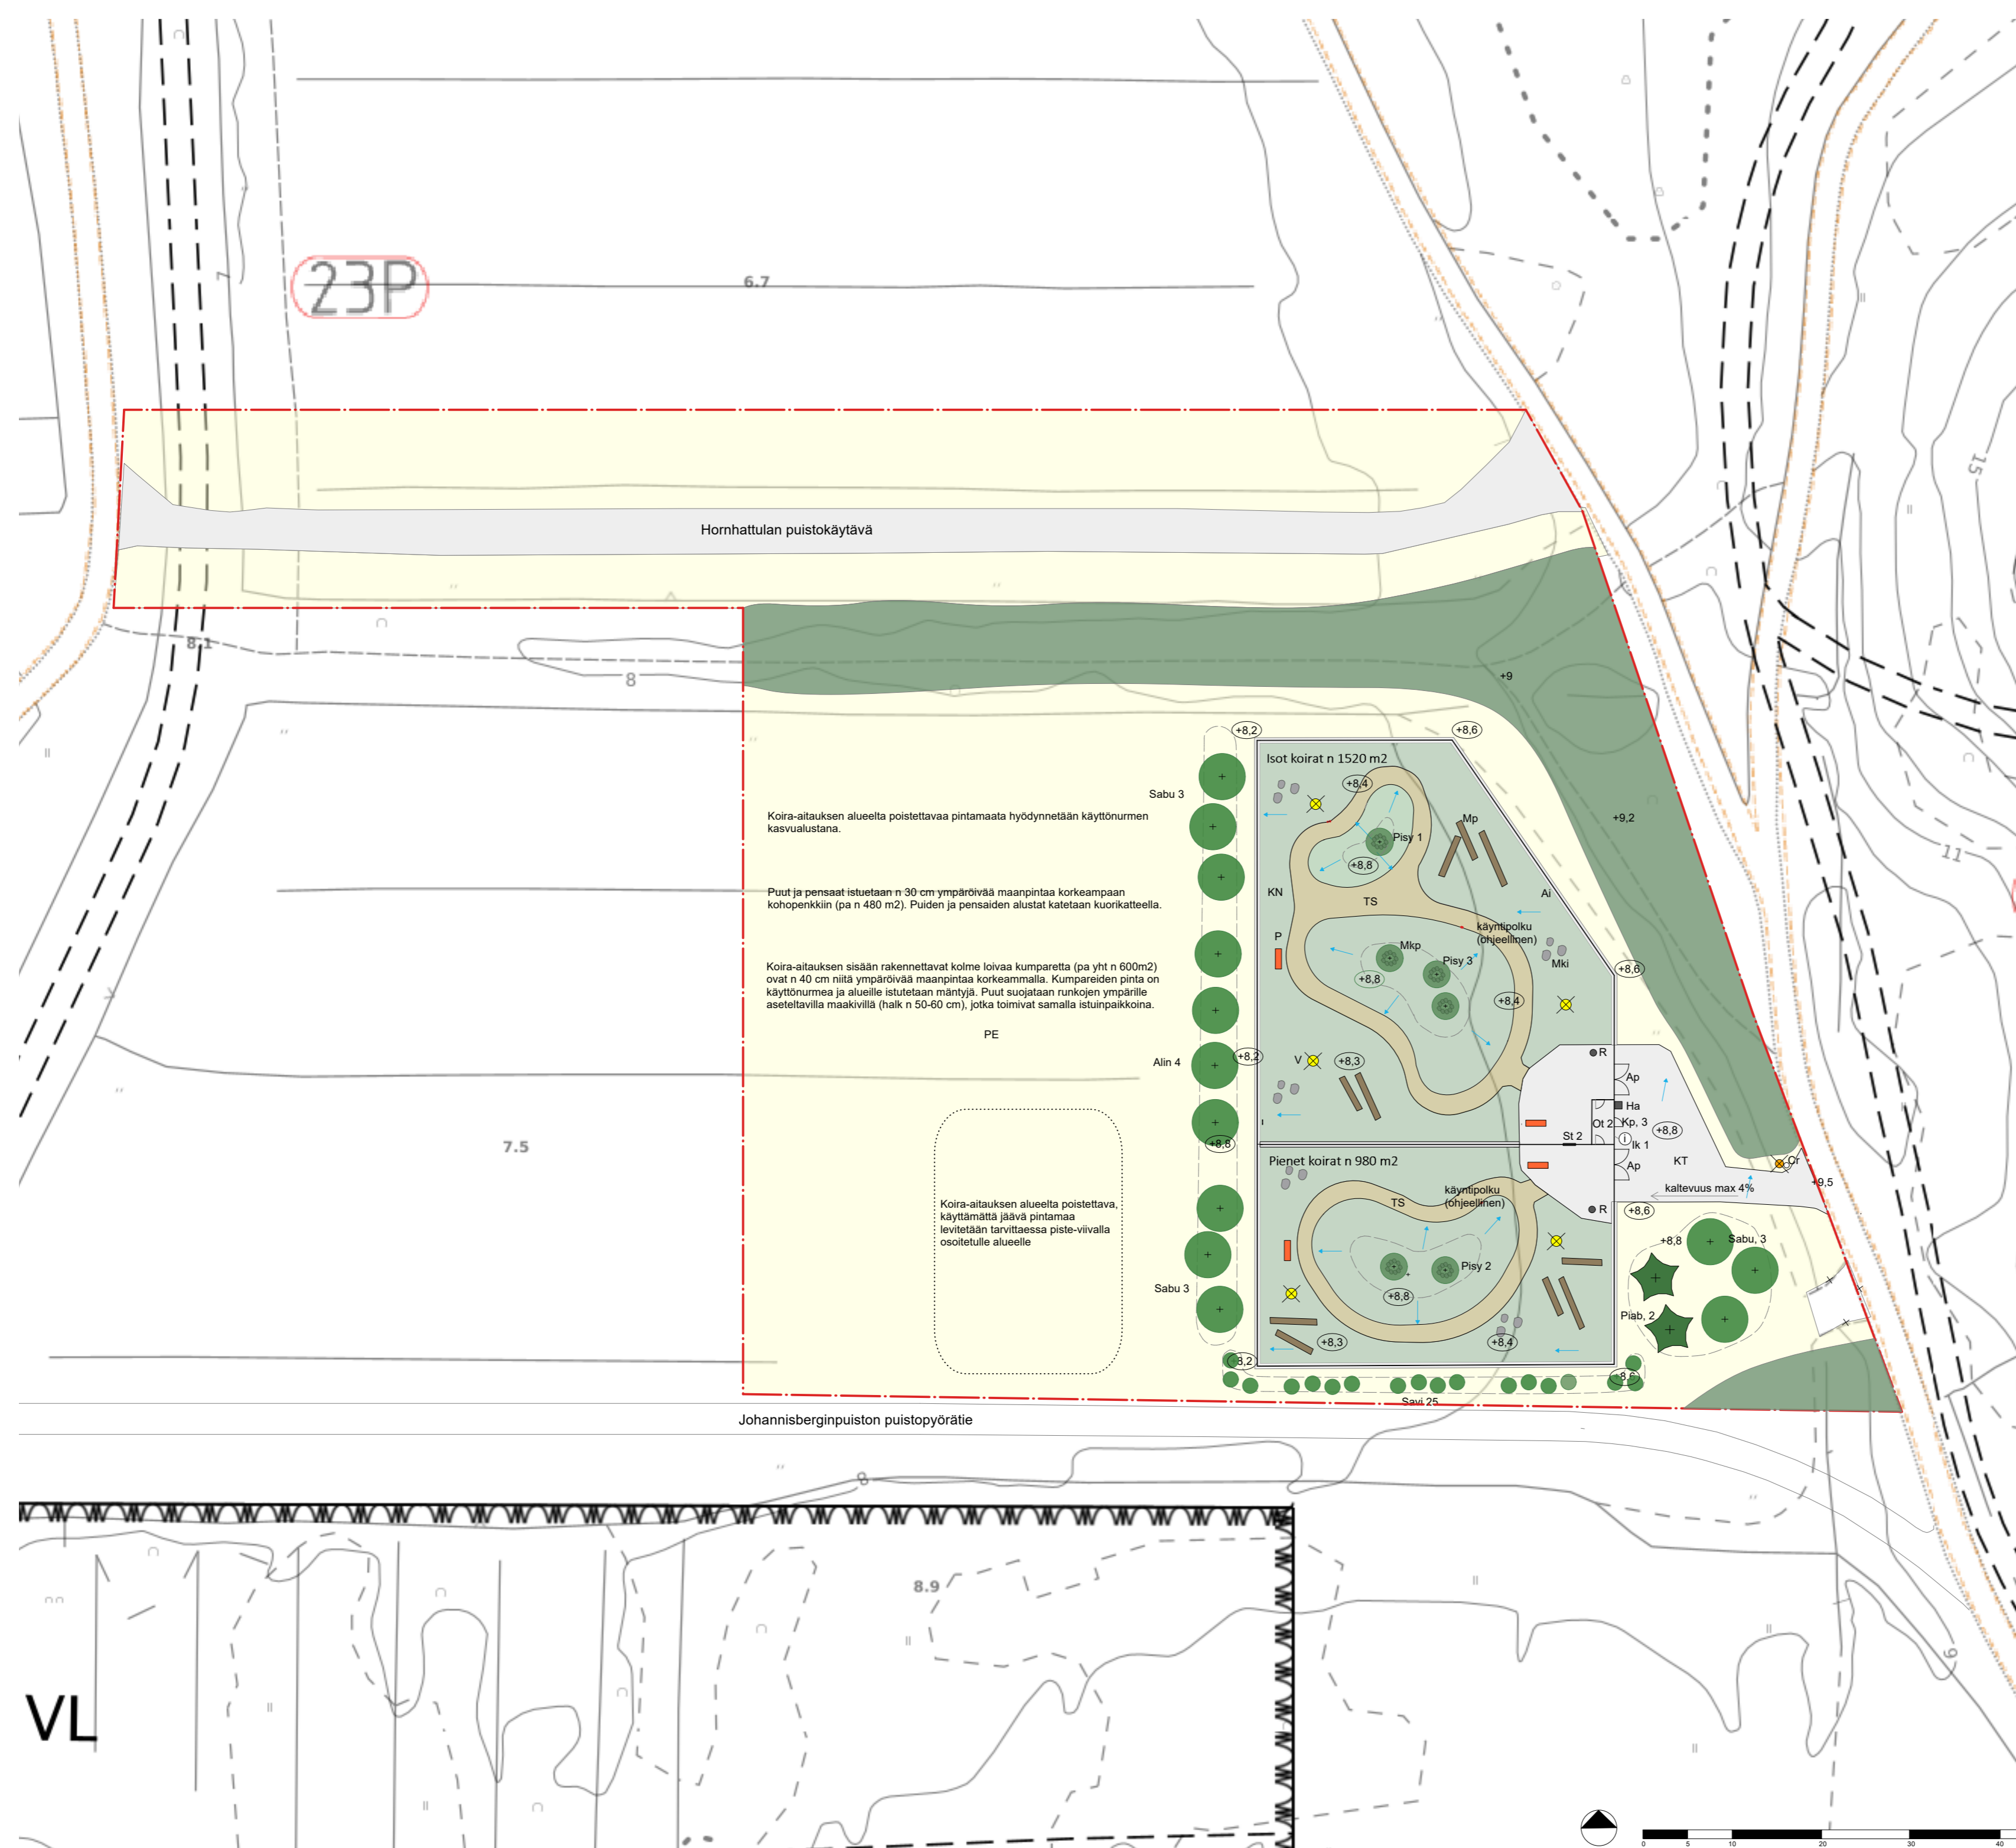 23P
6.7
7
15
Hornhattulan puistokäytävä
8.1
8
+9
+8,2
+8,6
Isot koirat n 1520 m2
+8,4
Sabu 3
Koira-aitauksen alueelta poistettavaa pintamaata hyödynnetään käyttönurmen
kasvualustana.
Mp
Pisy 1
+9,2
11
+8,8
Puut ja pensaat istuetaan n 30 cm ympäröivää maanpintaa korkeampaan
kohopenkkiin (pa n 480 m2). Puiden ja pensaiden alustat katetaan kuorikatteella.
KN
TS
Ai
käyntipolku
(ohjeellinen)
P
Mkp
Pisy 3
Mki
+8,6
Koira-aitauksen sisään rakennettavat kolme loivaa kumparetta (pa yht n 600m2)
ovat n 40 cm niitä ympäröivää maanpintaa korkeammalla. Kumpareiden pinta on
käyttönurmea ja alueille istutetaan mäntyjä. Puut suojataan runkojen ympärille
aseteltavilla maakivillä (halk n 50-60 cm), jotka toimivat samalla istuinpaikkoina.
+8,8
+8,4
PE
Alin 4
+8,2
V
+8,3
R
Ap
Ha
Ot 2
Kp, 3
+8,8
7.5
+8,8
St 2
i
Ik 1
Pienet koirat n 980 m2
Ap
KT
Cr
kaltevuus max 4%
+9,5
TS
käyntipolku
(ohjeellinen)
R
+8,6
Koira-aitauksen alueelta poistettava,
käyttämättä jäävä pintamaa
levitetään tarvittaessa piste-viivalla
osoitetulle alueelle
+8,8
Sabu, 3
Pisy 2
Sabu 3
+8,8
Piab, 2
+8,3
+8,4
+8,2
+8,6
Savi 25
Johannisberginpuiston puistopyörätie
8
8.9
9
VL
0 5 10 20 30 40